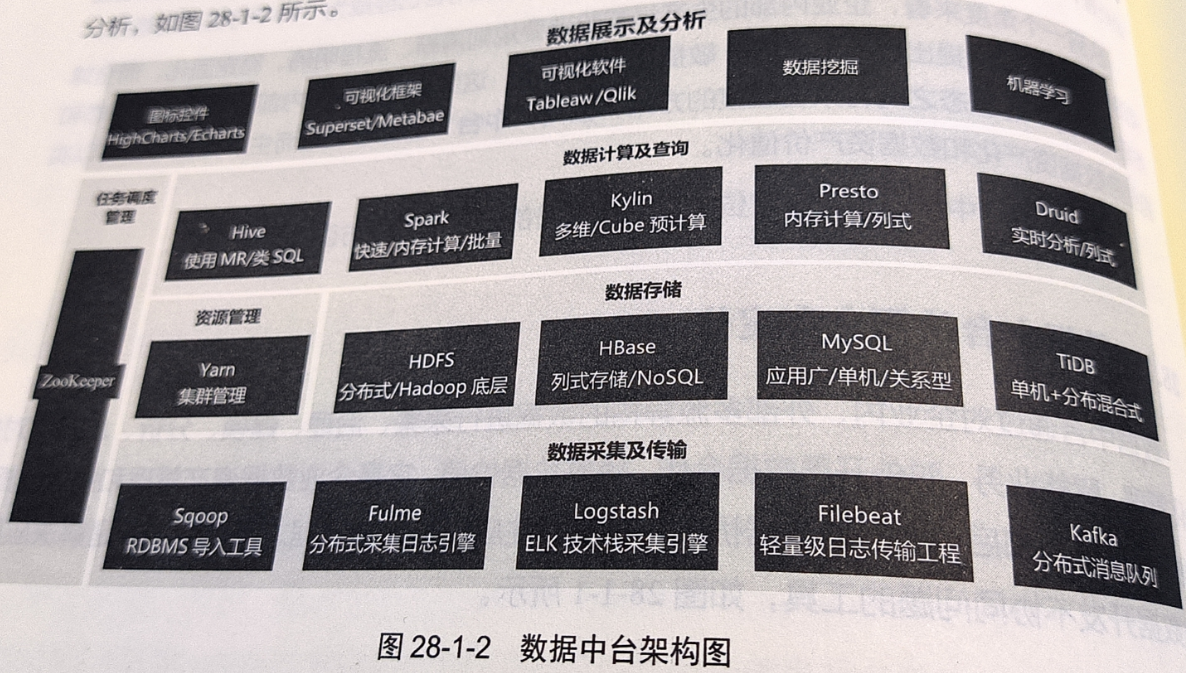 分析，如图 28-1-2 所示。
数据展示及分析
图标控件
HighCharts/Echarts
可视化框架
Superset/Metabae
可视化软件
Tableaw/Qlik
数据挖掘
机器学习
数据计算及查询
任务调度
管理
Hive
使用 MR/类 SQL
Spark
快速/内存计算/批量
Kylin
多维/Cube 预计算
Presto
内存计算/列式
Druid
实时分析/列式
数据存储
资源管理
ZooKeeper
Yarn
集群管理
HDFS
分布式/Hadoop 底层
HBase
列式存储/NoSQL
MySQL
应用广/单机/关系型
TiDB
单机+分布混合式
数据采集及传输
Sqoop
RDBMS 导入工具
Fulme
分布式采集日志引擎
Logstash
ELK 技术栈采集引擎
Filebeat
轻量级日志传输工程
Kafka
分布式消息队列
图 28-1-2 数据中台架构图